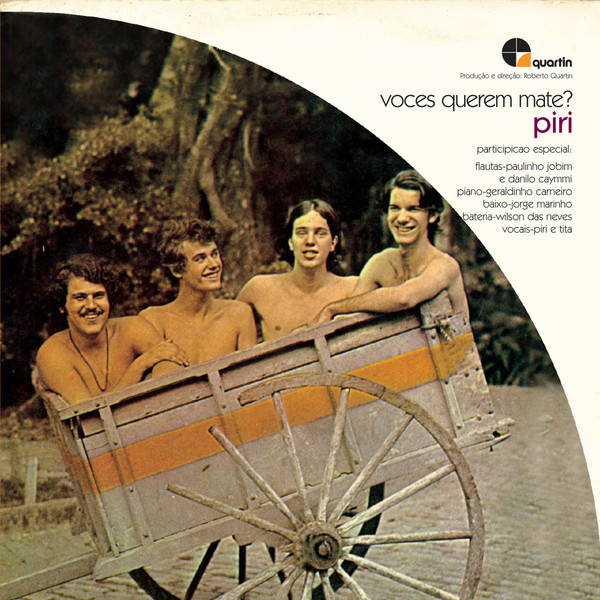 quartin
Produção e direção: Roberto Quartin
voces querem mate?
piri
participicao especial:
flautas-paulinho jobim
e danilo caymmi
piano-geraldinho carneiro
baixo-jorge marinho
bateria-wilson das neves
vocais-piri e tita